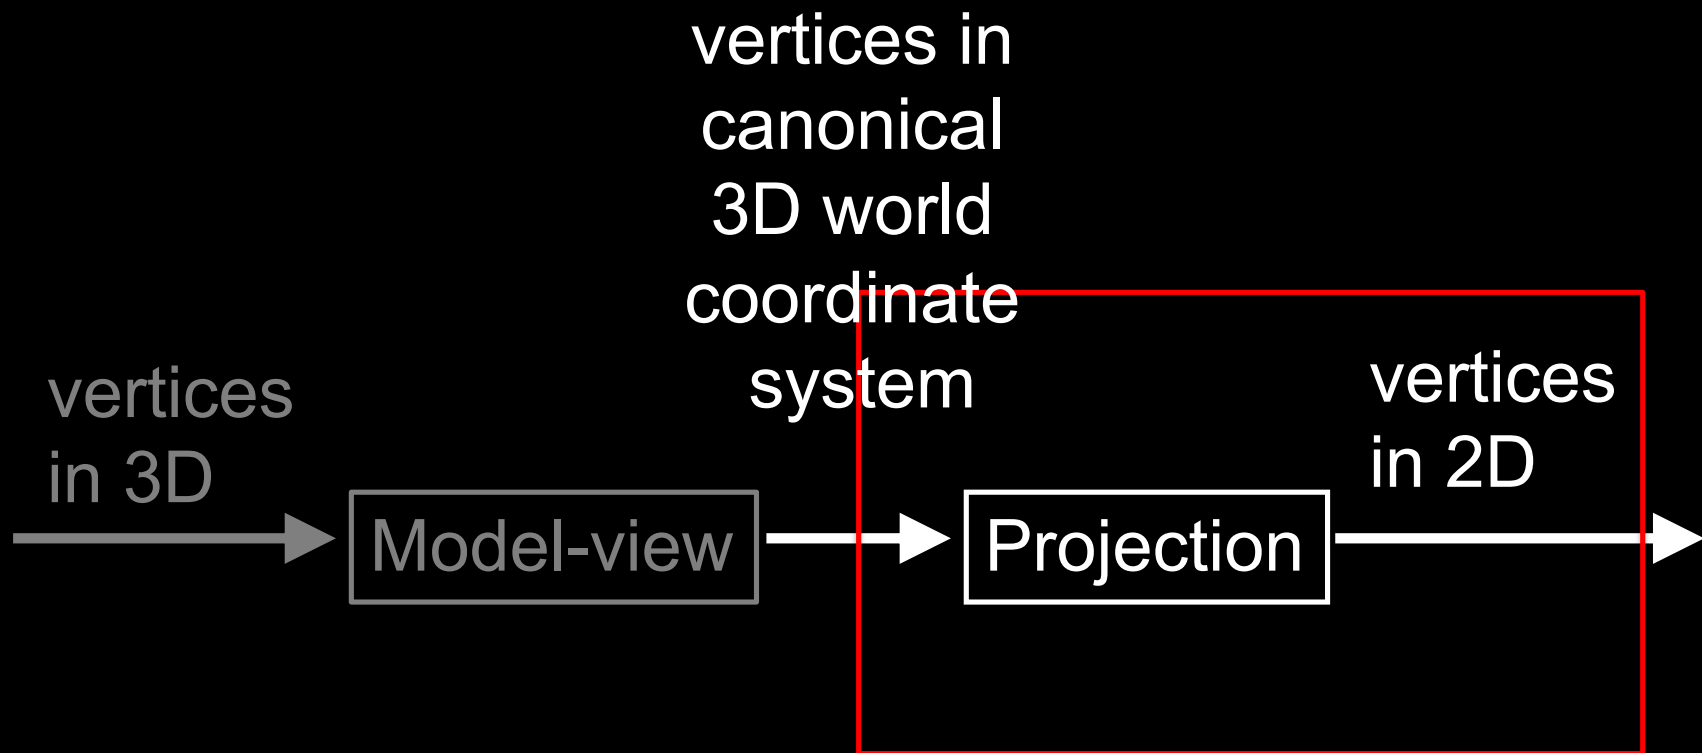 vertices in
canonical
3D world
coordinate
system
vertices
in 3D
Model-view
Projection
vertices
in 2D